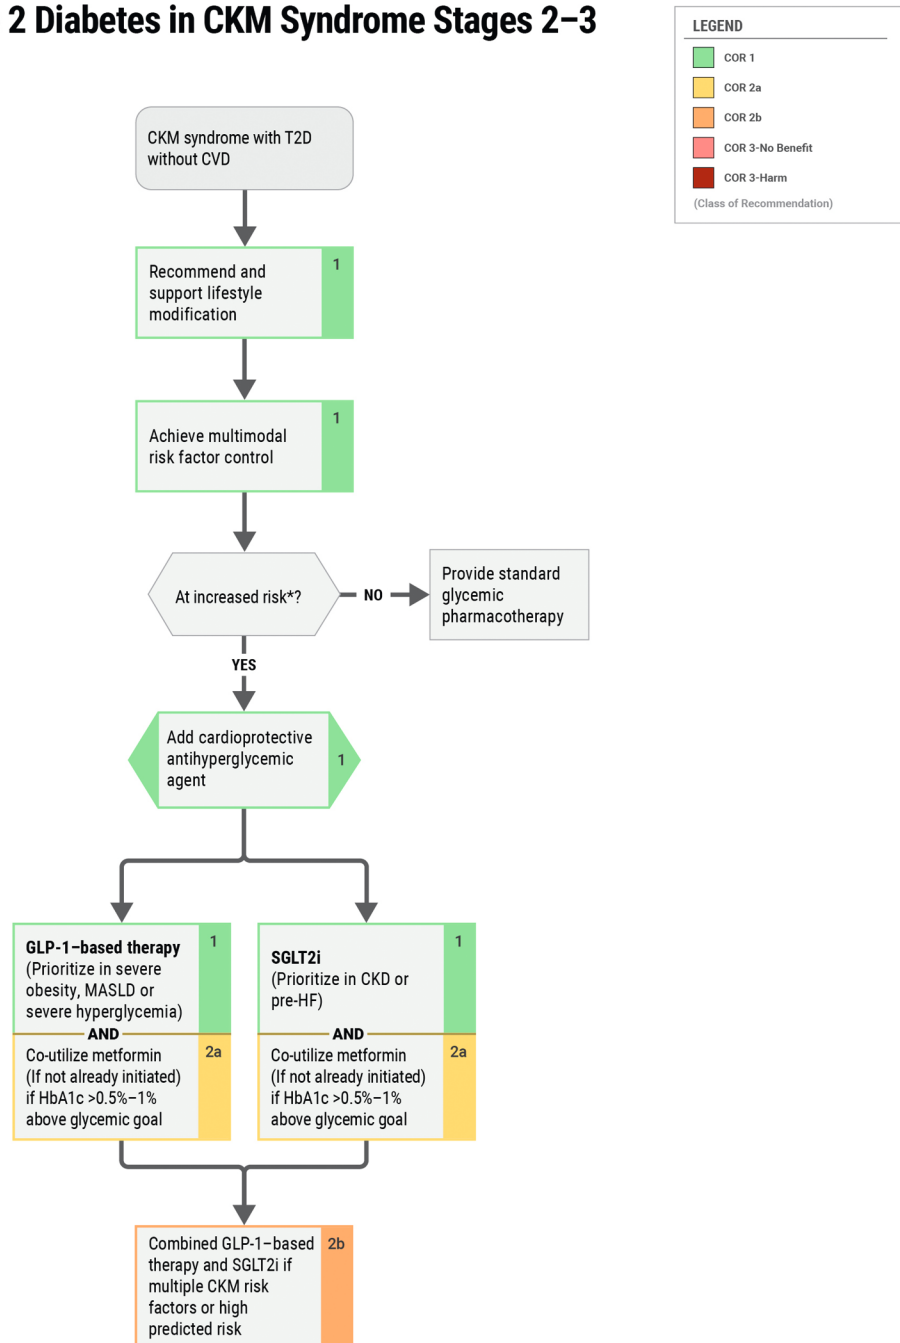 2 Diabetes in CKM Syndrome Stages 2–3
LEGEND
COR 1
COR 2a
COR 2b
COR 3-No Benefit
COR 3-Harm
(Class of Recommendation)
CKM syndrome with T2D
without CVD
Recommend and
support lifestyle
modification
1
Achieve multimodal
risk factor control
1
At increased risk*?
NO
Provide standard
glycemic
pharmacotherapy
YES
Add cardioprotective
antihyperglycemic
agent
1
GLP-1–based therapy
(Prioritize in severe
obesity, MASLD or
severe hyperglycemia)
1
AND
Co-utilize metformin
(If not already initiated)
if HbA1c >0.5%–1%
above glycemic goal
2a
SGLT2i
(Prioritize in CKD or
pre-HF)
1
AND
Co-utilize metformin
(If not already initiated)
if HbA1c >0.5%–1%
above glycemic goal
2a
Combined GLP-1–based
therapy and SGLT2i if
multiple CKM risk
factors or high
predicted risk
2b